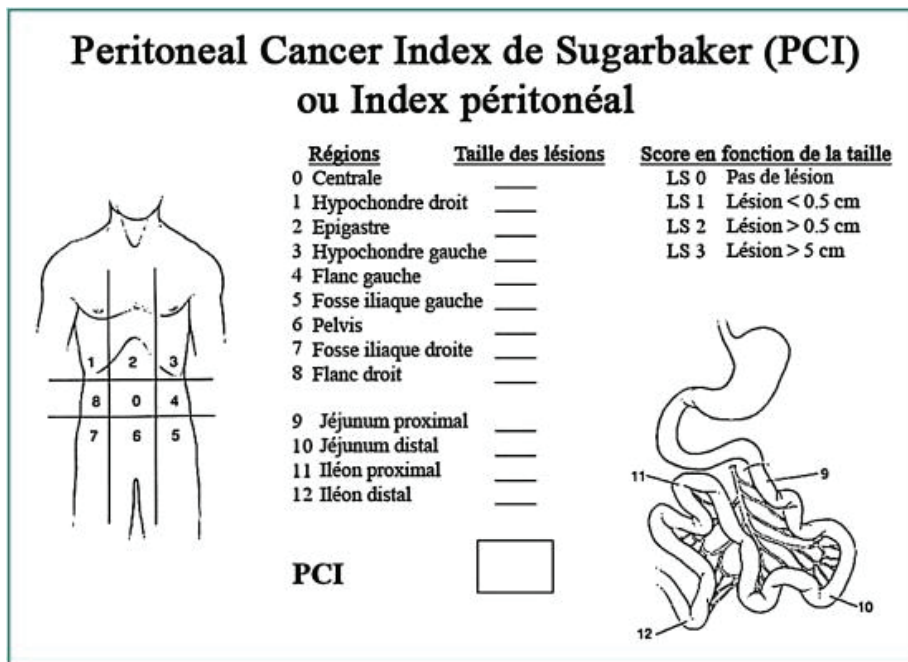 Peritoneal Cancer Index de Sugarbaker (PCI)
ou Index péritonéal
Régions
Taille des lésions
0 Centrale
1 Hypochondre droit
2 Epigastre
3 Hypochondre gauche
4 Flanc gauche
5 Fosse iliaque gauche
6 Pelvis
7 Fosse iliaque droite
8 Flanc droit
9 Jéjunum proximal
10 Jéjunum distal
11 Iléon proximal
12 Iléon distal
PCI
Score en fonction de la taille
LS 0 Pas de lésion
LS 1 Lésion < 0.5 cm
LS 2 Lésion > 0.5 cm
LS 3 Lésion > 5 cm
1 2 3
8 0 4
7 6 5
11
9
10
12